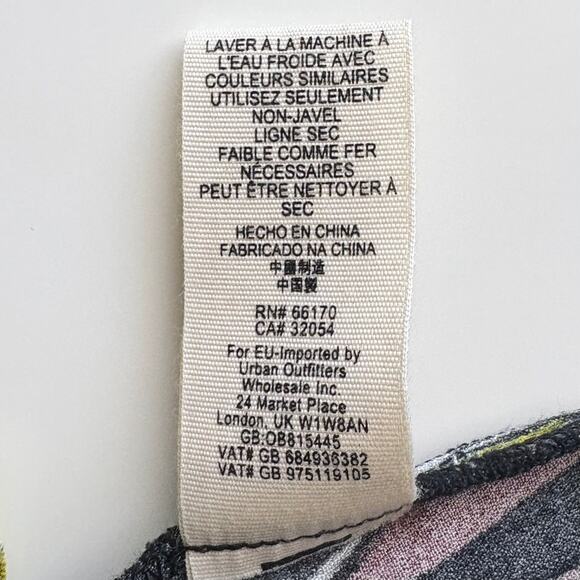 LAVER À LA MACHINE À
L'EAU FROIDE AVEC
COULEURS SIMILAIRES
UTILISEZ SEULEMENT
NON-JAVEL
LIGNE SEC
FAIBLE COMME FER
NÉCESSAIRES
PEUT ÊTRE NETTOYER À
SEC
HECHO EN CHINA
FABRICADO NA CHINA
中國制造
中国製
RN# 66170
CA# 32054
For EU-Imported by
Urban Outfitters
Wholesale Inc.
24 Market Place
London, UK W1W8AN
GB:OB815445
VAT# GB 684936382
VAT# GB 975119105